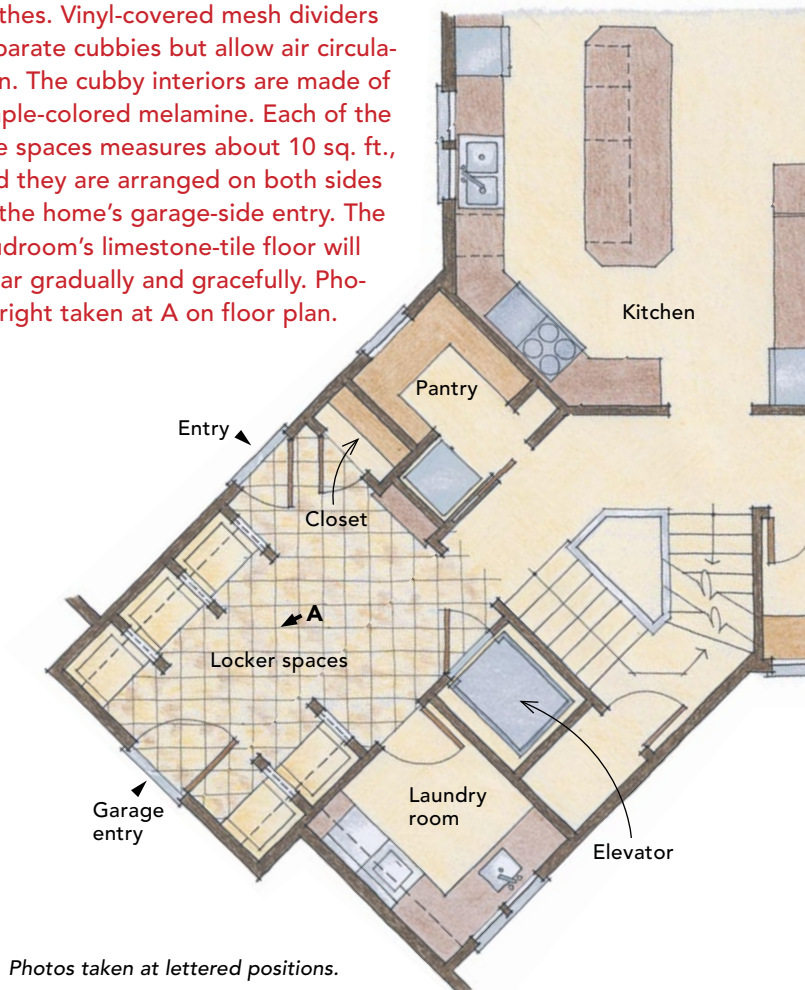 thes. Vinyl-covered mesh dividers
parate cubbies but allow air circula-
n. The cubby interiors are made of
ple-colored melamine. Each of the
e spaces measures about 10 sq. ft.,
d they are arranged on both sides
the home’s garage-side entry. The
udroom’s limestone-tile floor will
ar gradually and gracefully. Pho-
right taken at A on floor plan.
Kitchen
Pantry
Entry
Closet
A
Locker spaces
Garage
entry
Laundry
room
Elevator
Photos taken at lettered positions.